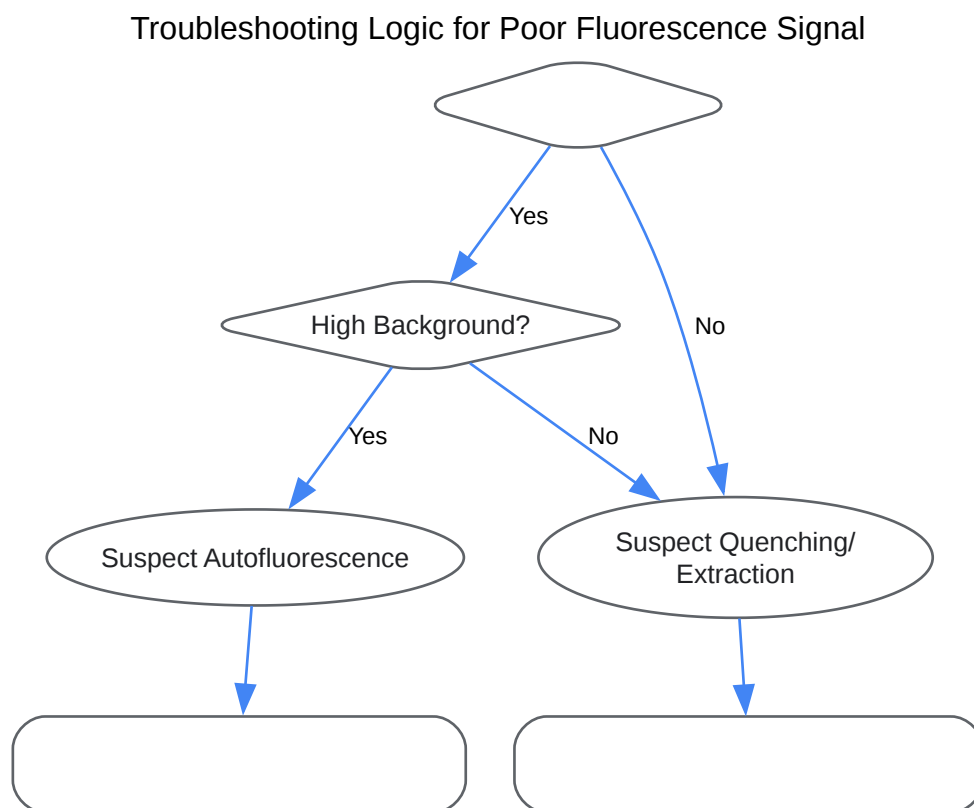 Troubleshooting Logic for Poor Fluorescence Signal
Yes
High Background?
No
Yes
No
Suspect Autofluorescence
Suspect Quenching/
Extraction